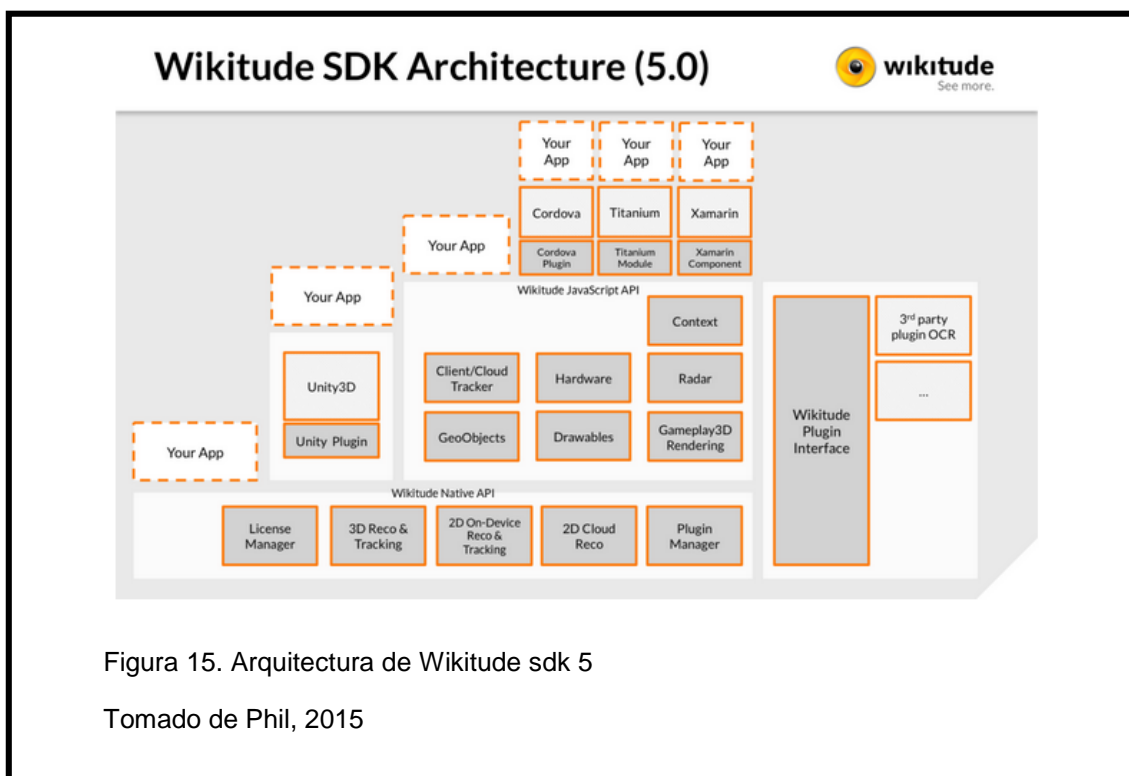 Wikitude SDK Architecture (5.0)
wikitude
See more.
Your
App
Your
App
Your
App
Cordova
Titanium
Xamarin
Your App
Cordova
Plugin
Titanium
Module
Xamarin
Component
Your App
Wikitude JavaScript API
Context
3rd party
plugin OCR
Unity3D
Client/Cloud
Tracker
Hardware
Radar
...
Unity Plugin
GeoObjects
Drawables
Gameplay3D
Rendering
Wikitude
Plugin
Interface
Your App
Wikitude Native API
License
Manager
3D Reco &
Tracking
2D On-Device
Reco &
Tracking
2D Cloud
Reco
Plugin
Manager
Figura 15. Arquitectura de Wikitude sdk 5
Tomado de Phil, 2015